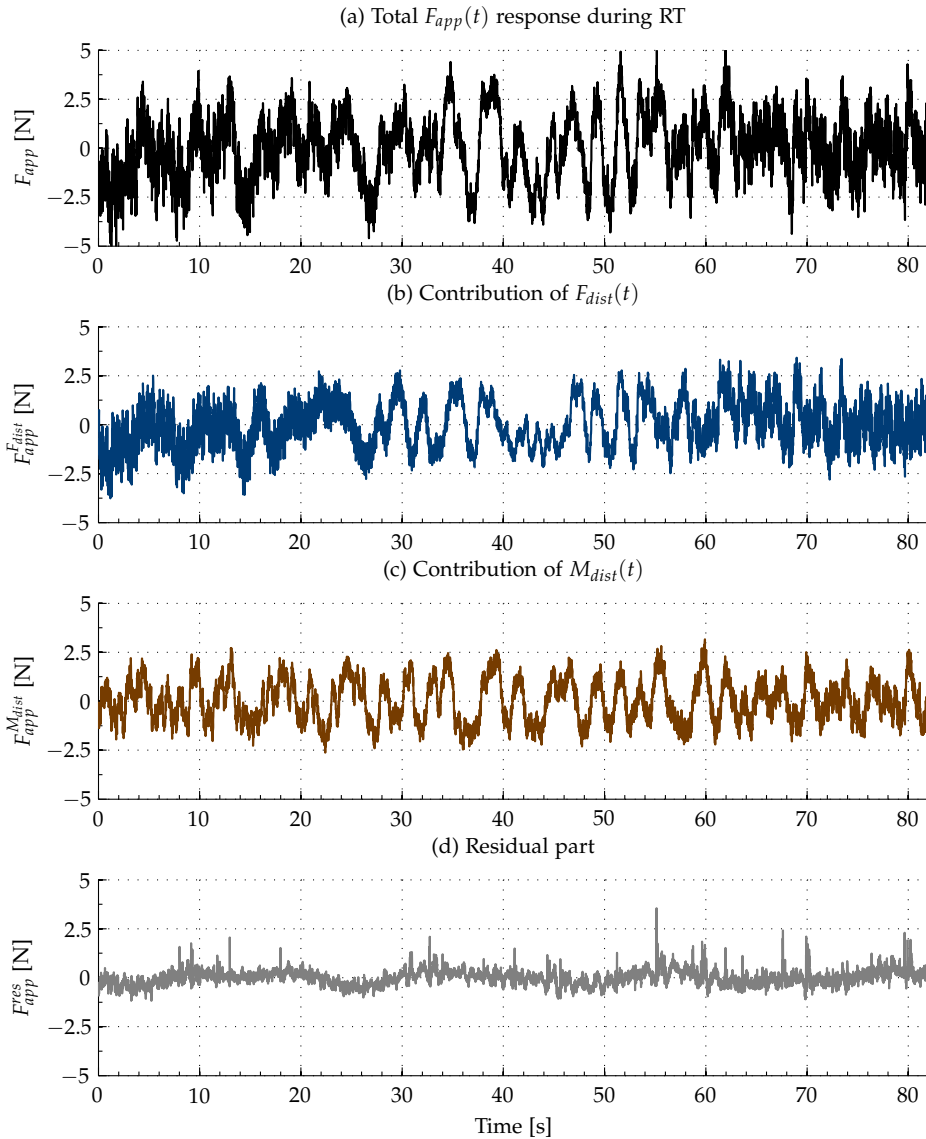 (a) Total F_app(t) response during RT
5
2.5
0
−2.5
−5
F_app [N]
0 10 20 30 40 50 60 70 80
(b) Contribution of F_dist(t)
5
2.5
0
−2.5
−5
F_app^F_dist [N]
0 10 20 30 40 50 60 70 80
(c) Contribution of M_dist(t)
5
2.5
0
−2.5
−5
F_app^M_dist [N]
0 10 20 30 40 50 60 70 80
(d) Residual part
5
2.5
0
−2.5
−5
F_app^res [N]
0 10 20 30 40 50 60 70 80
Time [s]